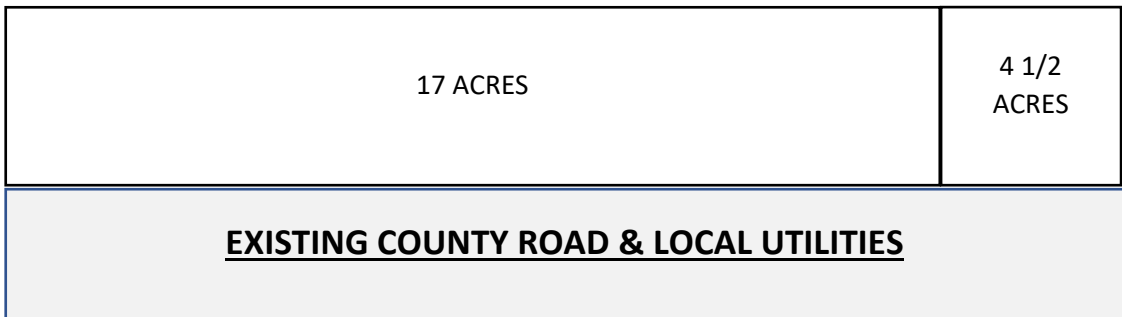 17 ACRES
4 1/2
ACRES
EXISTING COUNTY ROAD & LOCAL UTILITIES